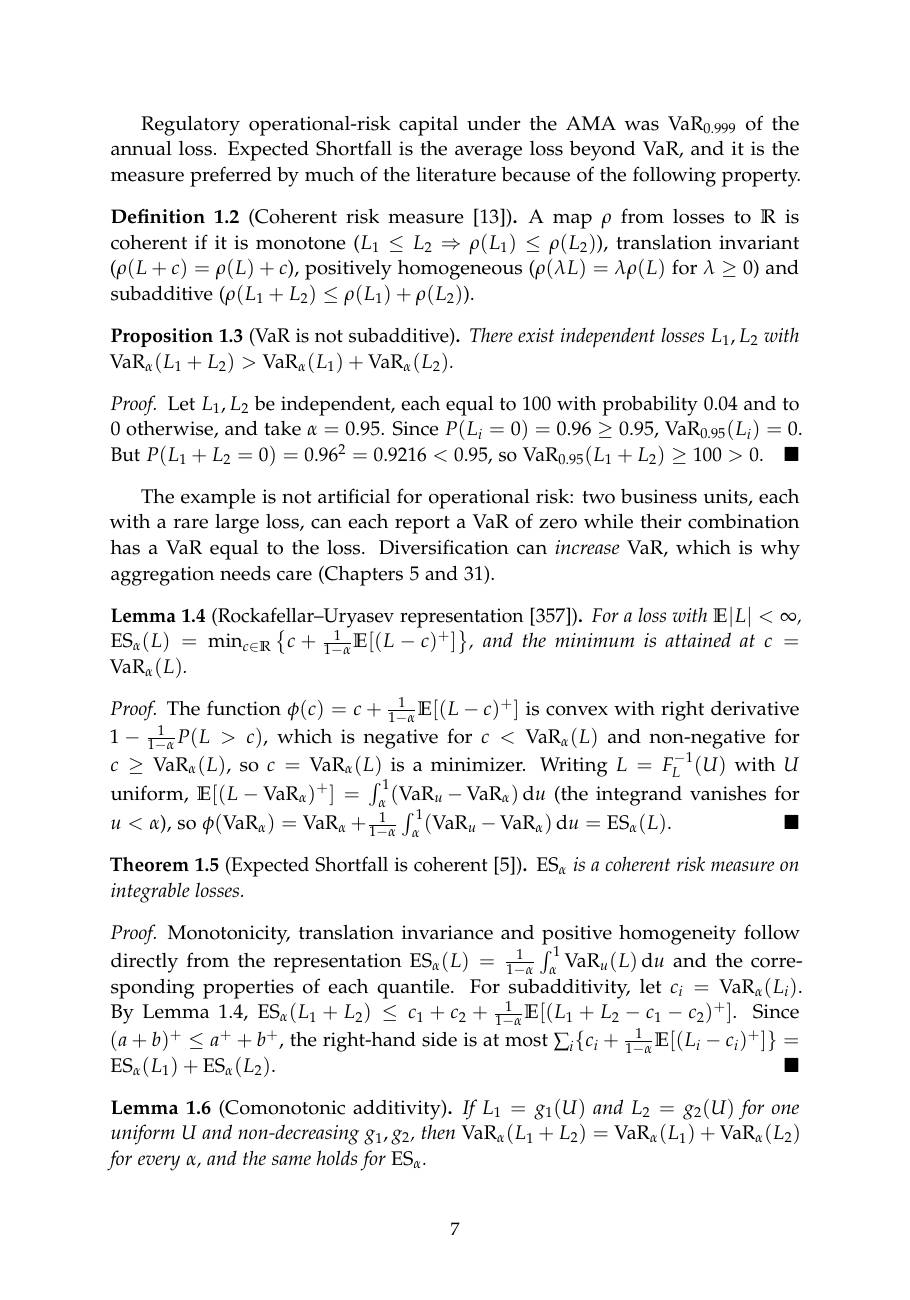 Regulatory operational-risk capital under the AMA was VaR₀.₉₉₉ of the
annual loss. Expected Shortfall is the average loss beyond VaR, and it is the
measure preferred by much of the literature because of the following property.
Definition 1.2 (Coherent risk measure [13]). A map ρ from losses to ℝ is
coherent if it is monotone (L₁ ≤ L₂ ⇒ ρ(L₁) ≤ ρ(L₂)), translation invariant
(ρ(L + c) = ρ(L) + c), positively homogeneous (ρ(λL) = λρ(L) for λ ≥ 0) and
subadditive (ρ(L₁ + L₂) ≤ ρ(L₁) + ρ(L₂)).
Proposition 1.3 (VaR is not subadditive). There exist independent losses L₁, L₂ with
VaRα(L₁ + L₂) > VaRα(L₁) + VaRα(L₂).
Proof. Let L₁, L₂ be independent, each equal to 100 with probability 0.04 and to
0 otherwise, and take α = 0.95. Since P(Lᵢ = 0) = 0.96 ≥ 0.95, VaR₀.₉₅(Lᵢ) = 0.
But P(L₁ + L₂ = 0) = 0.96² = 0.9216 < 0.95, so VaR₀.₉₅(L₁ + L₂) ≥ 100 > 0. ■
The example is not artificial for operational risk: two business units, each
with a rare large loss, can each report a VaR of zero while their combination
has a VaR equal to the loss. Diversification can increase VaR, which is why
aggregation needs care (Chapters 5 and 31).
Lemma 1.4 (Rockafellar–Uryasev representation [357]). For a loss with 𝔼|L| < ∞,
ESα(L) = min_{c∈ℝ} {c + 1/(1−α) 𝔼[(L − c)⁺]}, and the minimum is attained at c =
VaRα(L).
Proof. The function ϕ(c) = c + 1/(1−α) 𝔼[(L − c)⁺] is convex with right derivative
1 − 1/(1−α) P(L > c), which is negative for c < VaRα(L) and non-negative for
c ≥ VaRα(L), so c = VaRα(L) is a minimizer. Writing L = F_L⁻¹(U) with U
uniform, 𝔼[(L − VaRα)⁺] = ∫_α^1 (VaRᵤ − VaRα) du (the integrand vanishes for
u < α), so ϕ(VaRα) = VaRα + 1/(1−α) ∫_α^1 (VaRᵤ − VaRα) du = ESα(L). ■
Theorem 1.5 (Expected Shortfall is coherent [5]). ESα is a coherent risk measure on
integrable losses.
Proof. Monotonicity, translation invariance and positive homogeneity follow
directly from the representation ESα(L) = 1/(1−α) ∫_α^1 VaRᵤ(L) du and the corre-
sponding properties of each quantile. For subadditivity, let cᵢ = VaRα(Lᵢ).
By Lemma 1.4, ESα(L₁ + L₂) ≤ c₁ + c₂ + 1/(1−α) 𝔼[(L₁ + L₂ − c₁ − c₂)⁺]. Since
(a + b)⁺ ≤ a⁺ + b⁺, the right-hand side is at most ∑ᵢ{cᵢ + 1/(1−α) 𝔼[(Lᵢ − cᵢ)⁺]} =
ESα(L₁) + ESα(L₂). ■
Lemma 1.6 (Comonotonic additivity). If L₁ = g₁(U) and L₂ = g₂(U) for one
uniform U and non-decreasing g₁, g₂, then VaRα(L₁ + L₂) = VaRα(L₁) + VaRα(L₂)
for every α, and the same holds for ESα.
7